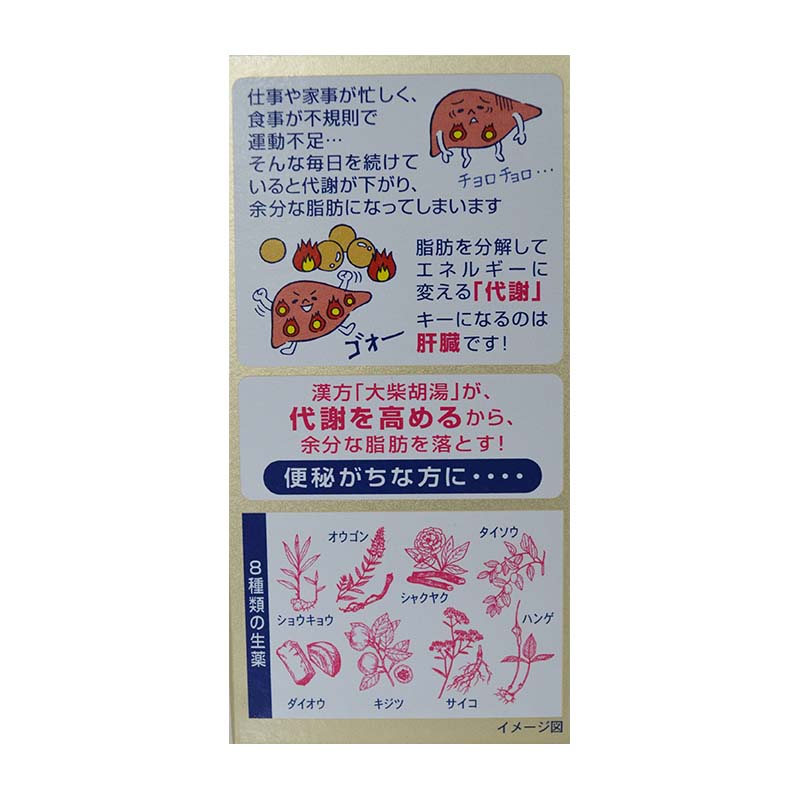 仕事や家事が忙しく、
食事が不規則で
運動不足…
そんな毎日を続けて
いると代謝が下がり、
余分な脂肪になってしまいます
チョロチョロ…
脂肪を分解して
エネルギーに
変える「代謝」
キーになるのは
肝臓です!
ゴォー
漢方「大柴胡湯」が、
代謝を高めるから、
余分な脂肪を落とす!
便秘がちな方に・・・・
8種類の生薬
オウゴン
タイソウ
シャクヤク
ショウキョウ
ハンゲ
ダイオウ
キジツ
サイコ
イメージ図